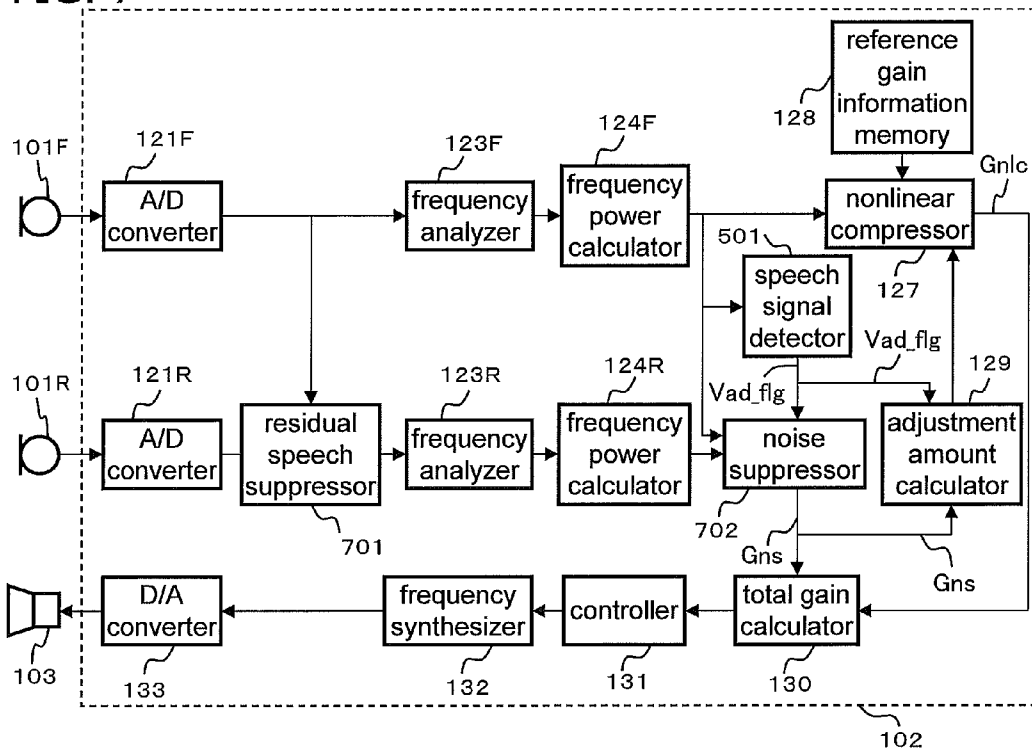 reference
gain
information
memory
128
101F
121F
A/D
converter
123F
frequency
analyzer
124F
frequency
power
calculator
Gnlc
nonlinear
compressor
127
501
speech
signal
detector
Vad_flg
Vad_flg
129
adjustment
amount
calculator
101R
121R
A/D
converter
residual
speech
suppressor
701
123R
frequency
analyzer
124R
frequency
power
calculator
noise
suppressor
702
Gns
Gns
103
D/A
converter
133
frequency
synthesizer
132
controller
131
total gain
calculator
130
102